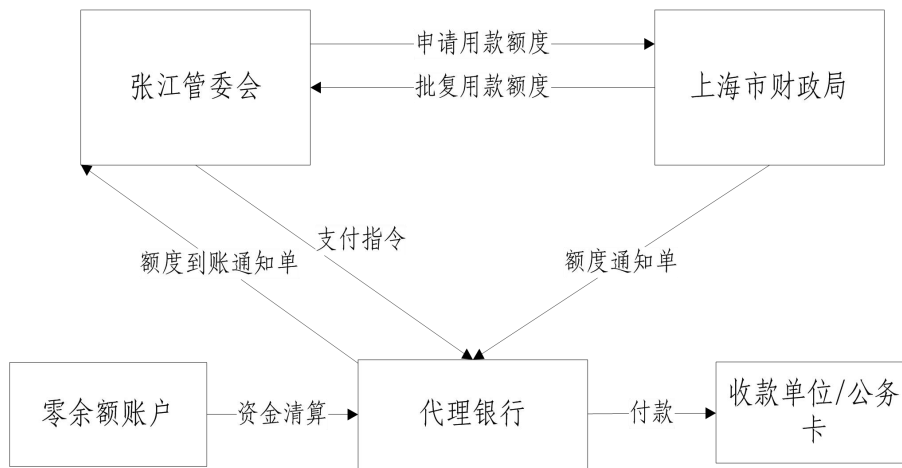 申请用款额度
张江管委会
批复用款额度
上海市财政局
支付指令
额度到账通知单
额度通知单
零余额账户
资金清算
代理银行
付款
收款单位/公务
卡